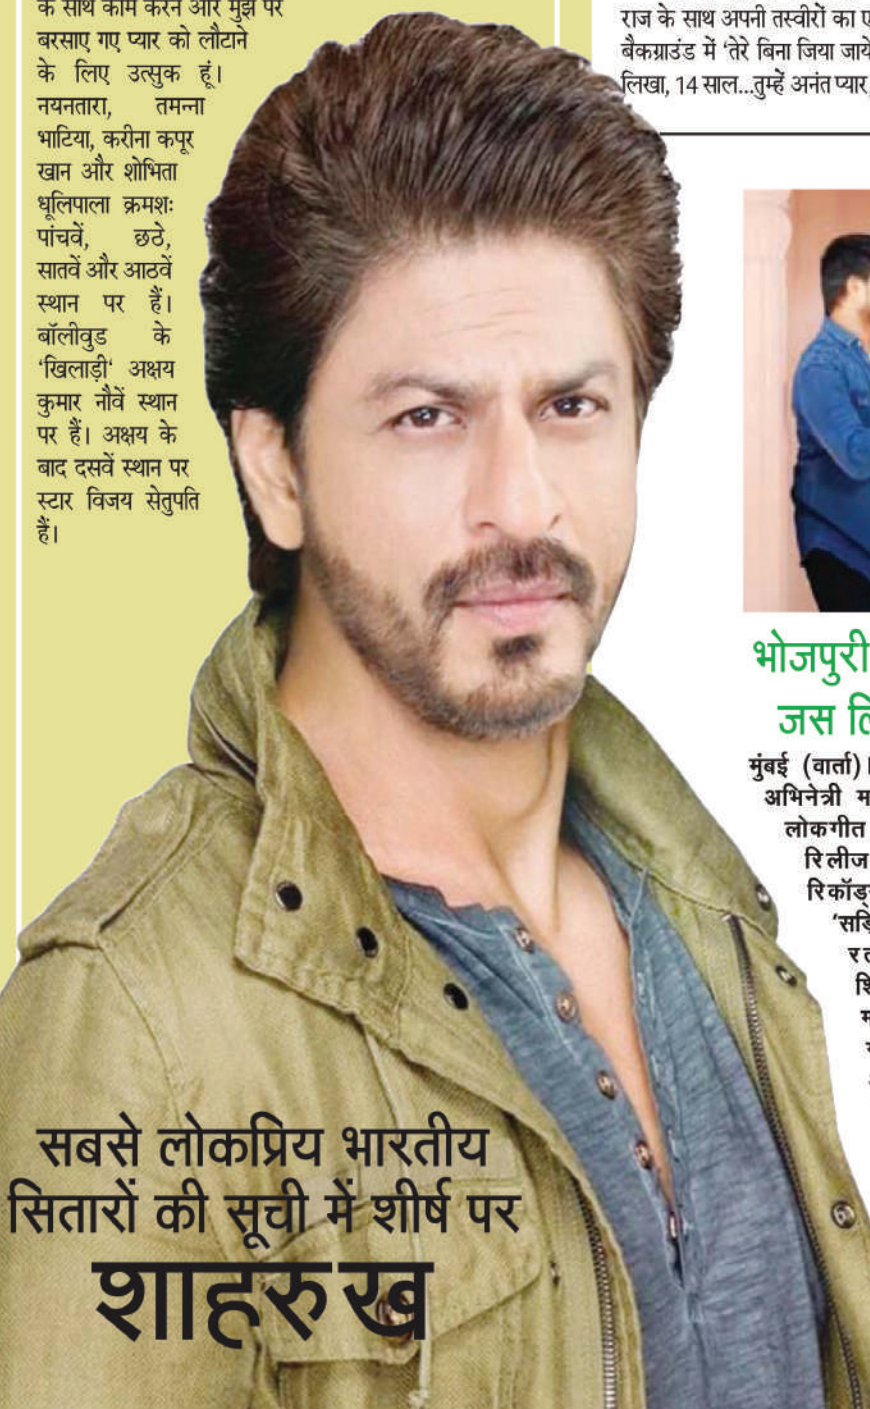 के साथ काम करने और मुझ पर
बरसाए गए प्यार को लौटाने
के लिए उत्सुक हूं।
नयनतारा, तमन्ना
भाटिया, करीना कपूर
खान और शोभिता
धूलिपाला क्रमशः
पांचवें, छठे,
सातवें और आठवें
स्थान पर हैं।
बॉलीवुड के
‘खिलाड़ी‘ अक्षय
कुमार नौवें स्थान
पर हैं। अक्षय के
बाद दसवें स्थान पर
स्टार विजय सेतुपति
हैं।
सबसे लोकप्रिय भारतीय
सितारों की सूची में शीर्ष पर
शाहरुख
राज के साथ अपनी तस्वीरों का
बैकग्राउंड में ‘तेरे बिना जिया जाये
लिखा, 14 साल...तुम्हें अनंत प्यार
भोजपुरी
जस
मुंबई (वार्ता)।
अभिनेत्री
लोकगीत
रिलीज